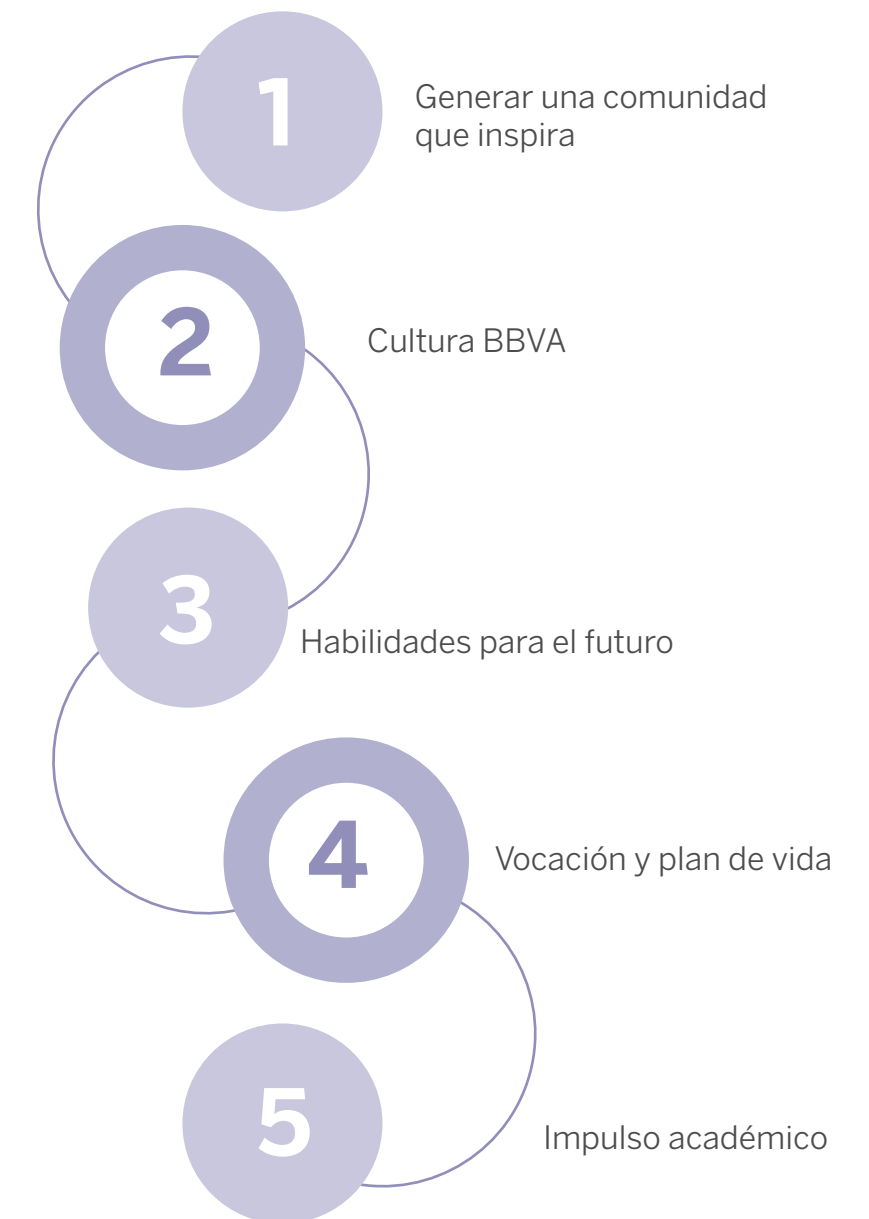 1
Generar una comunidad
que inspira
2
Cultura BBVA
3
Habilidades para el futuro
4
Vocación y plan de vida
5
Impulso académico